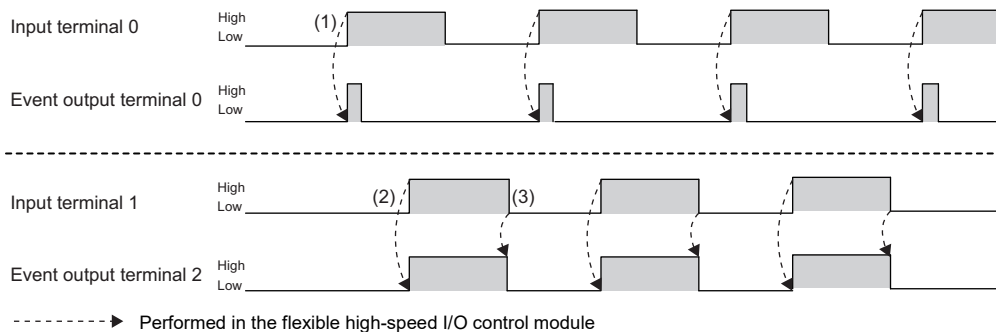 Input terminal 0
High
Low
(1)
Event output terminal 0
High
Low
Input terminal 1
High
Low
(2)
(3)
Event output terminal 2
High
Low
Performed in the flexible high-speed I/O control module